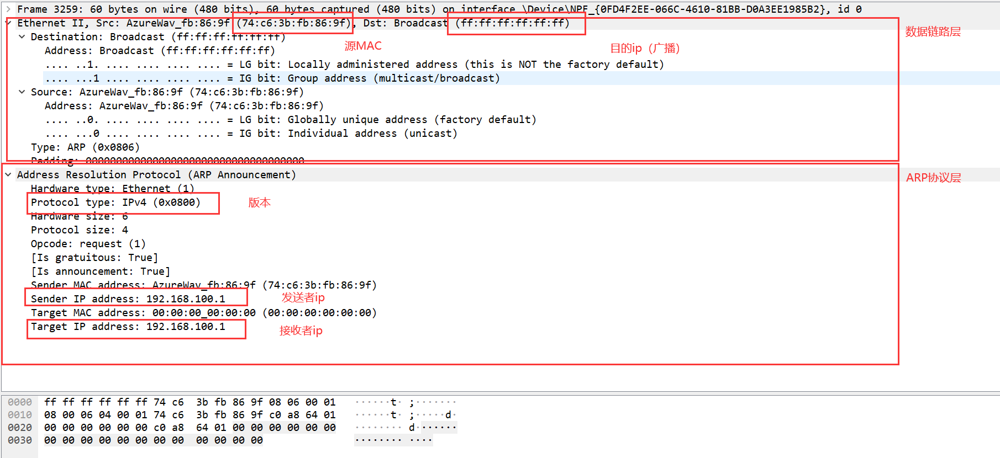 Frame 3259: 60 bytes on wire (480 bits), 60 bytes captured (480 bits) on interface \Device\NPF_{0FD4F2EE-066C-4610-81BB-D0A3EE1985B2}, id 0
Ethernet II, Src: AzureWav_fb:86:9f (74:c6:3b:fb:86:9f), Dst: Broadcast (ff:ff:ff:ff:ff:ff)
数据链路层
Destination: Broadcast (ff:ff:ff:ff:ff:ff)
源MAC
目的ip（广播）
Address: Broadcast (ff:ff:ff:ff:ff:ff)
.... ..1. .... .... .... .... = LG bit: Locally administered address (this is NOT the factory default)
.... ...1 .... .... .... .... = IG bit: Group address (multicast/broadcast)
Source: AzureWav_fb:86:9f (74:c6:3b:fb:86:9f)
Address: AzureWav_fb:86:9f (74:c6:3b:fb:86:9f)
.... ..0. .... .... .... .... = LG bit: Globally unique address (factory default)
.... ...0 .... .... .... .... = IG bit: Individual address (unicast)
Type: ARP (0x0806)
Padding: 000000000000000000000000000000000000
Address Resolution Protocol (ARP Announcement)
ARP协议层
Hardware type: Ethernet (1)
Protocol type: IPv4 (0x0800)
版本
Hardware size: 6
Protocol size: 4
Opcode: request (1)
[Is gratuitous: True]
[Is announcement: True]
Sender MAC address: AzureWav_fb:86:9f (74:c6:3b:fb:86:9f)
Sender IP address: 192.168.100.1
发送者ip
Target MAC address: 00:00:00_00:00:00 (00:00:00:00:00:00)
Target IP address: 192.168.100.1
接收者ip
0000 ff ff ff ff ff ff 74 c6 3b fb 86 9f 08 06 00 01 ······t· ;·······
0010 08 00 06 04 00 01 74 c6 3b fb 86 9f c0 a8 64 01 ······t· ;·····d·
0020 00 00 00 00 00 00 c0 a8 64 01 00 00 00 00 00 00 ········ d·······
0030 00 00 00 00 00 00 00 00 00 00 00 00 ········ ····